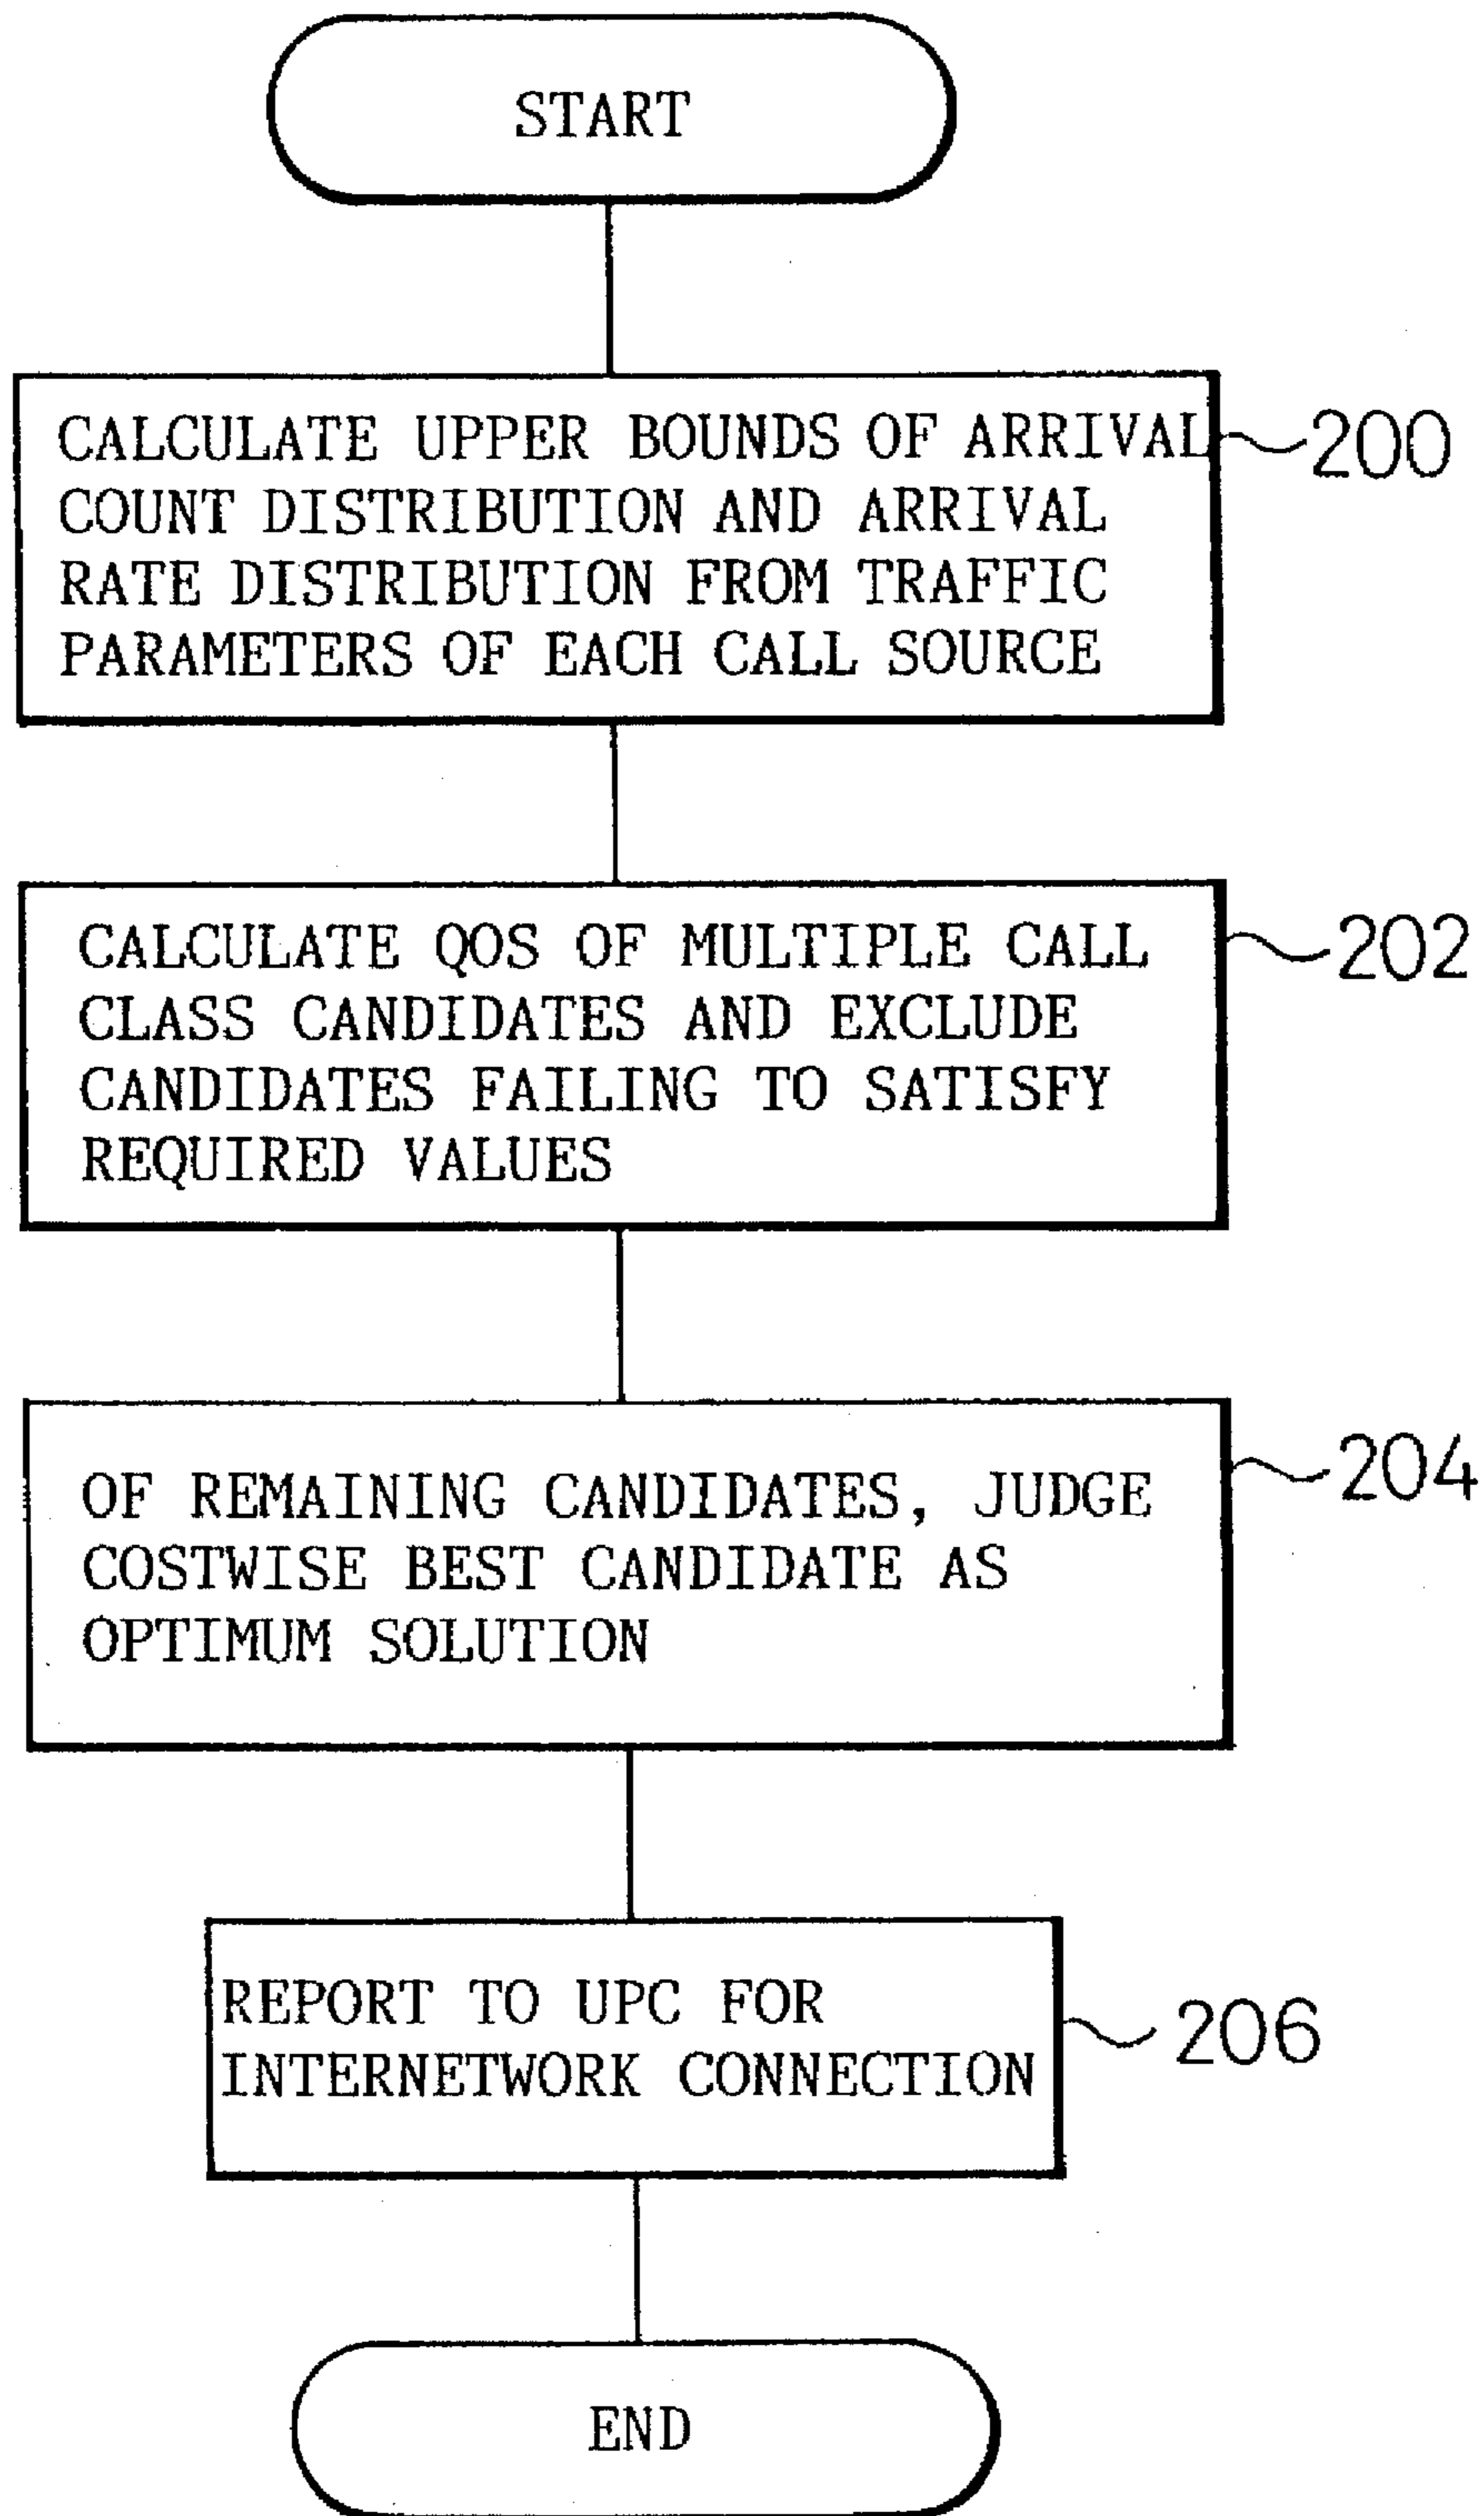 START
CALCULATE UPPER BOUNDS OF ARRIVAL
COUNT DISTRIBUTION AND ARRIVAL
RATE DISTRIBUTION FROM TRAFFIC
PARAMETERS OF EACH CALL SOURCE
200
CALCULATE QOS OF MULTIPLE CALL
CLASS CANDIDATES AND EXCLUDE
CANDIDATES FAILING TO SATISFY
REQUIRED VALUES
202
OF REMAINING CANDIDATES, JUDGE
COSTWISE BEST CANDIDATE AS
OPTIMUM SOLUTION
204
REPORT TO UPC FOR
INTERNETWORK CONNECTION
206
END